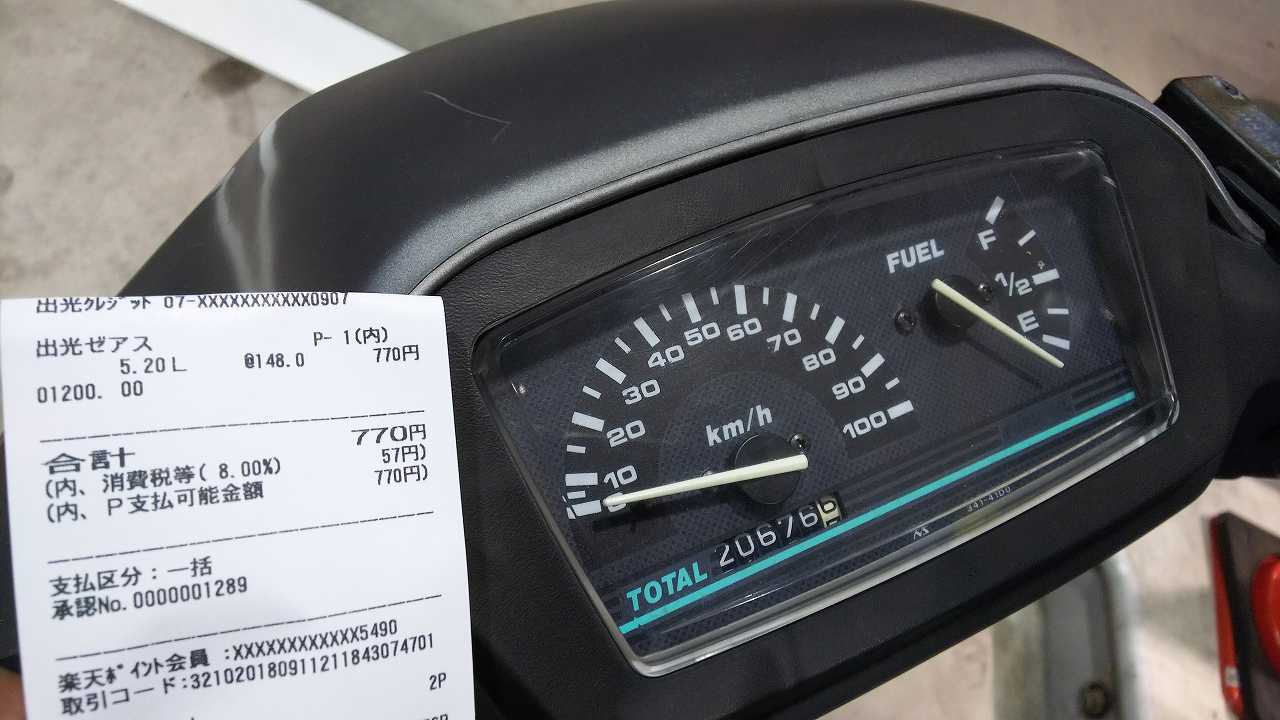 出光クレジット 07-XXXXXXXXXXX0907
P- 1(内)
出光ゼアス
5.20L @148.0 770円
01200. 00
合計 770円
(内、消費税等( 8.00%) 57円)
(内、P支払可能金額 770円)
支払区分:一括
承認No.0000001289
楽天ポイント会員 :XXXXXXXXXXXX5490
取引コード:321020180911211843074701
2P
FUEL
F
1/2
E
10
20
30
40
50
60
70
80
90
100
km/h
TOTAL 206766
NS 341-4100